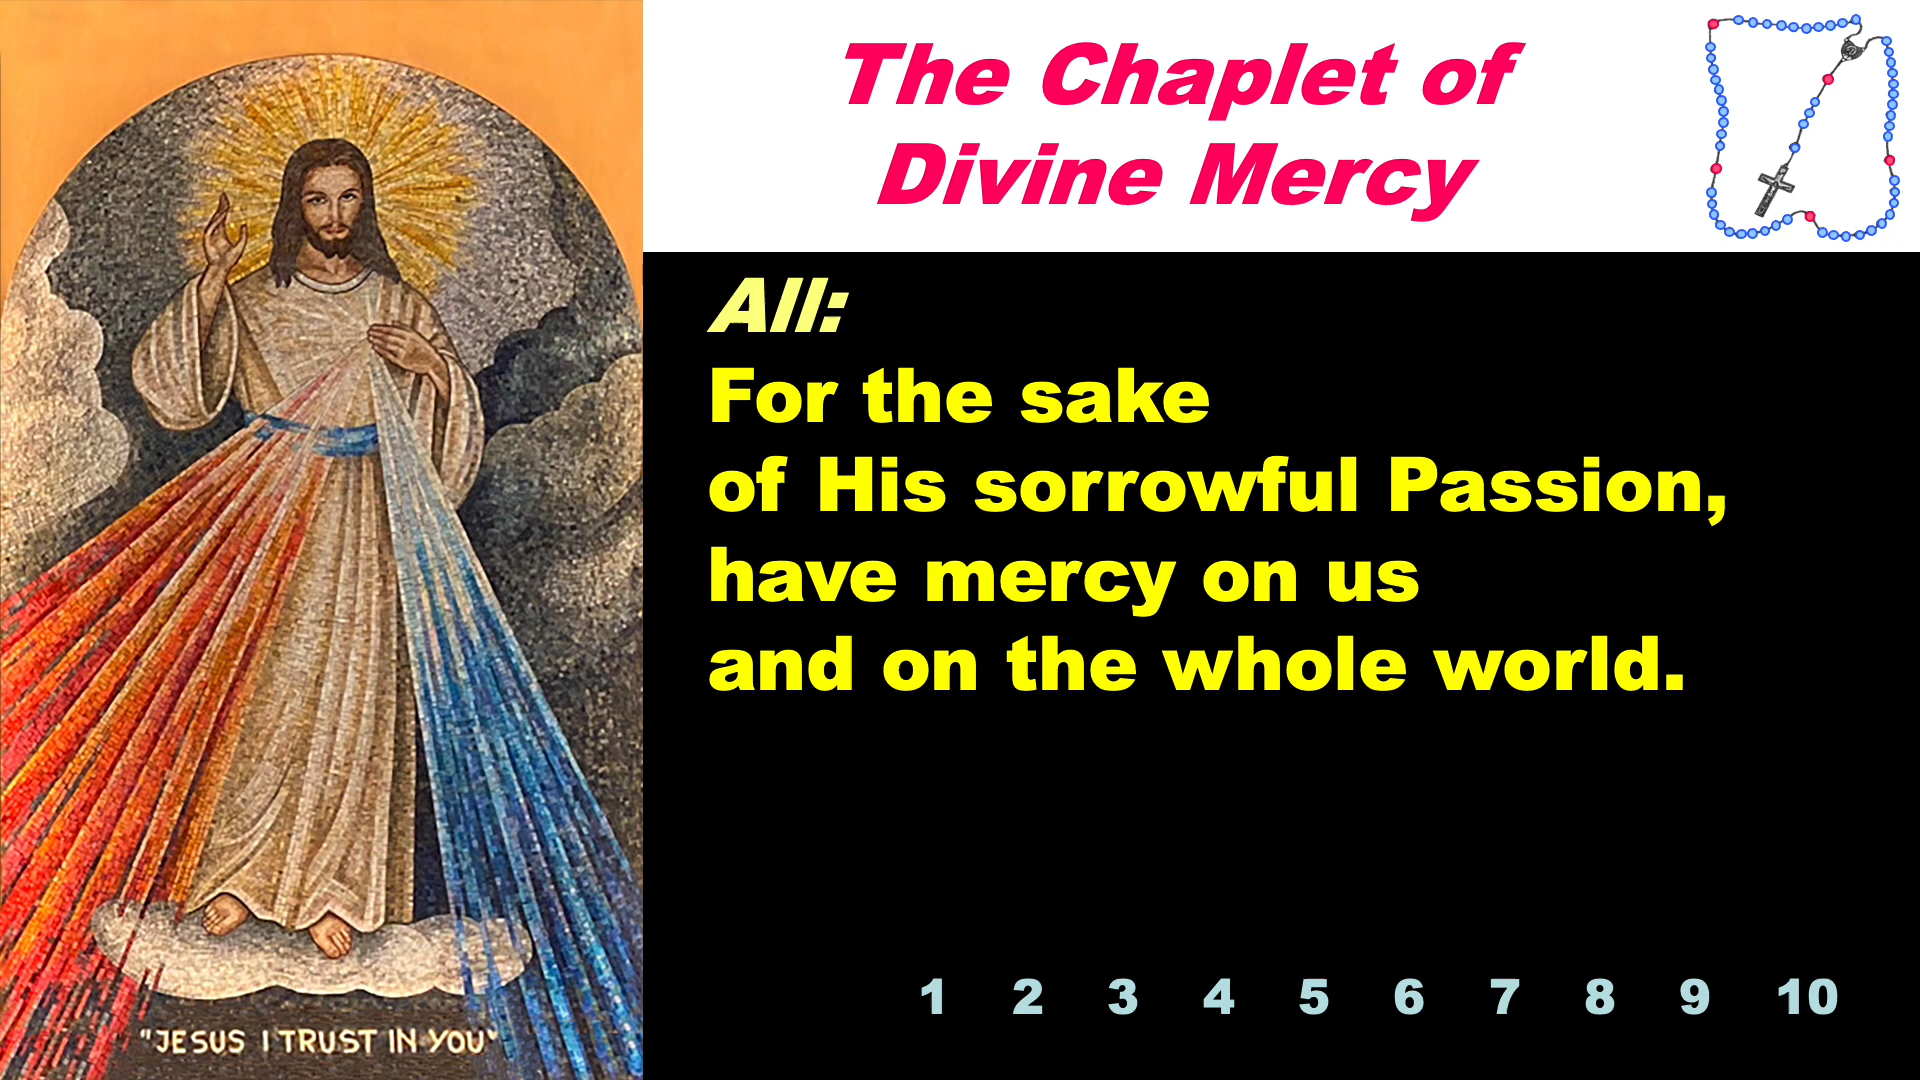 The Chaplet of
Divine Mercy
All:
For the sake
of His sorrowful Passion,
have mercy on us
and on the whole world.
1 2 3 4 5 6 7 8 9 10
"JESUS I TRUST IN YOU"